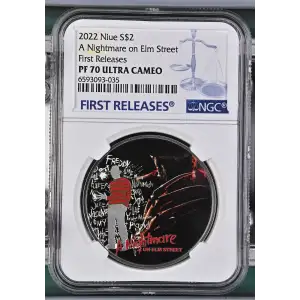 2022 Niue S$2
A Nightmare on Elm Street
First Releases
PF 70 ULTRA CAMEO
6593093-035
FIRST RELEASES
NGC
FREDDY
A Nightmare
ON ELM STREET